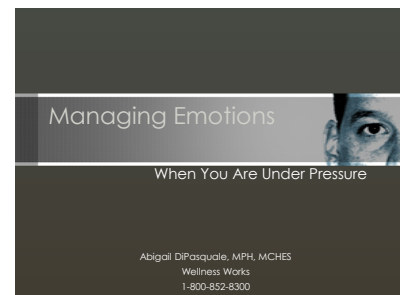 Managing Emotions
When You Are Under Pressure
Abigail DiPasquale, MPH, MCHES
Wellness Works
1-800-852-8300